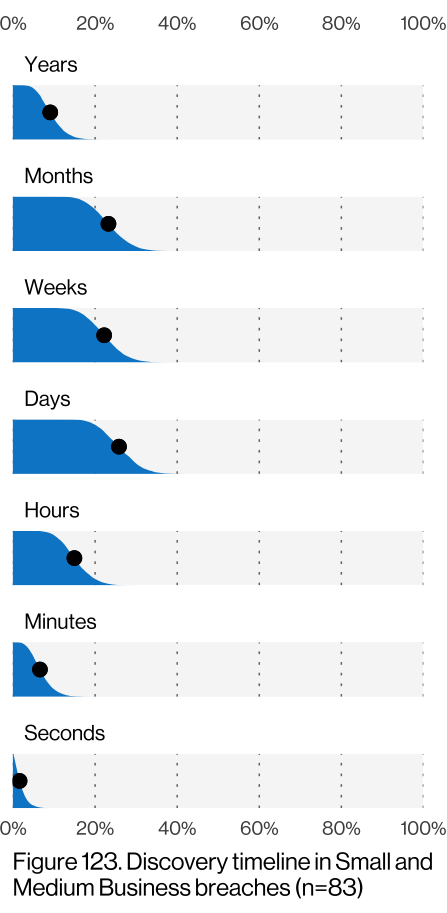 0% 20% 40% 60% 80% 100%
Years
Months
Weeks
Days
Hours
Minutes
Seconds
0% 20% 40% 60% 80% 100%
Figure 123. Discovery timeline in Small and
Medium Business breaches (n=83)